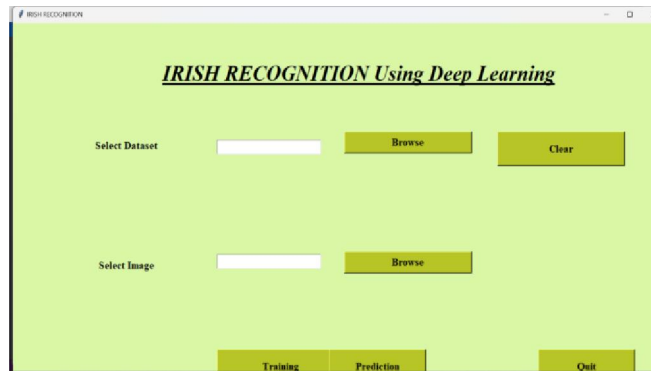 IRISH RECOGNITION
IRISH RECOGNITION Using Deep Learning
Select Dataset
Browse
Clear
Select Image
Browse
Training
Prediction
Quit